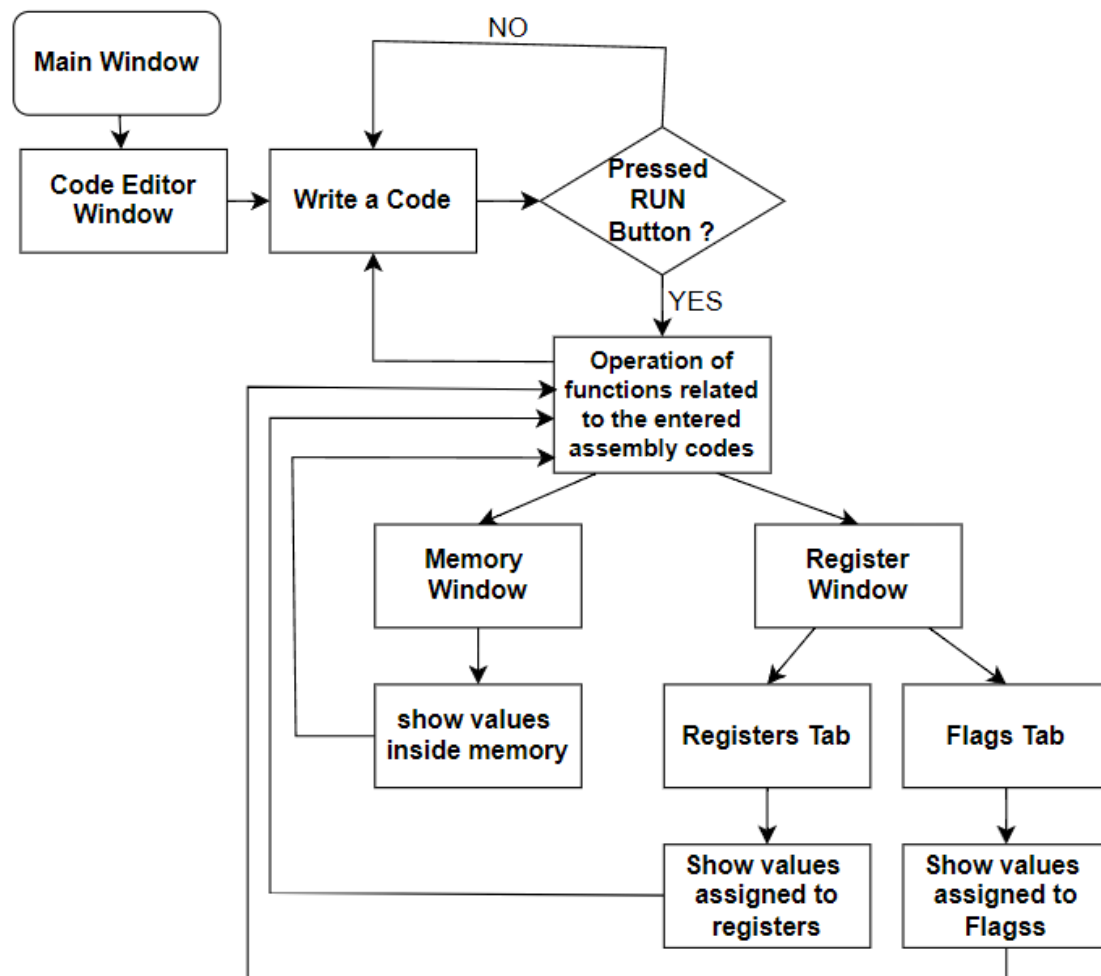 NO
Main Window
Code Editor
Window
Write a Code
Pressed
RUN
Button ?
YES
Operation of
functions related
to the entered
assembly codes
Memory
Window
Register
Window
show values
inside memory
Registers Tab
Flags Tab
Show values
assigned to
registers
Show values
assigned to
Flagss